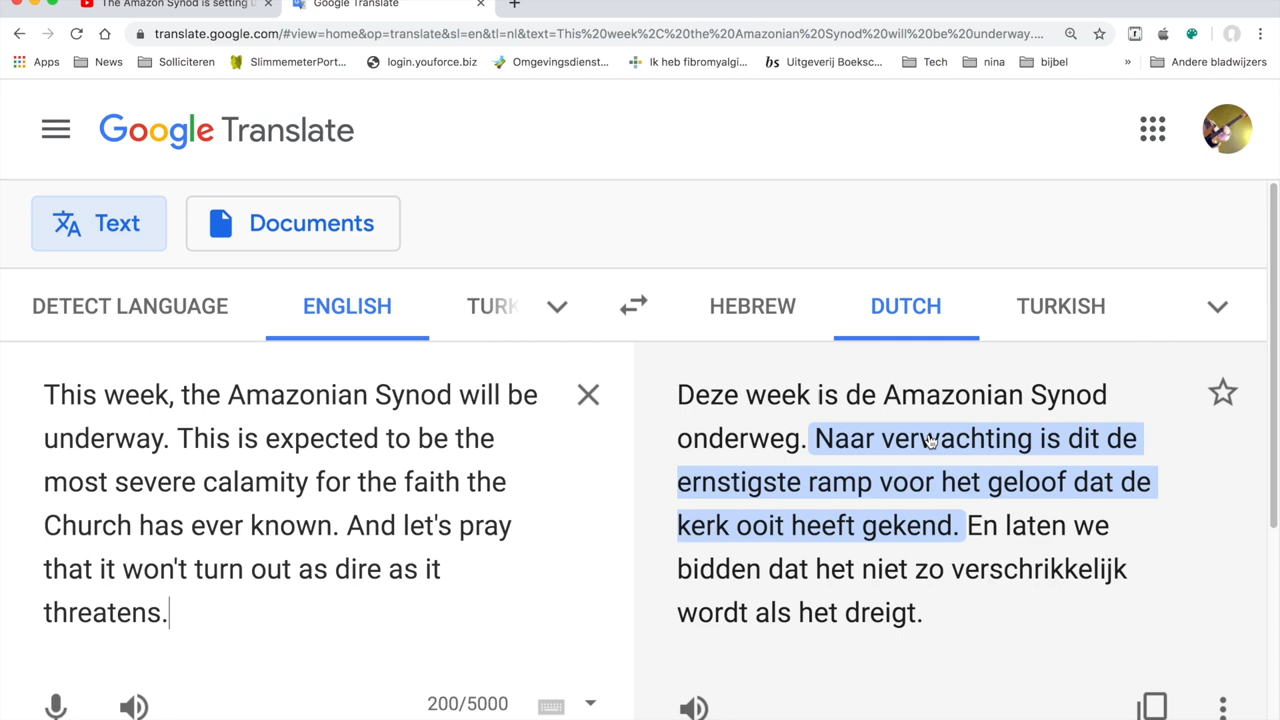 The Amazon Synod is setting
Google Translate
translate.google.com/#view=home&op=translate&sl=en&tl=nl&text=This%20week%2C%20the%20Amazonian%20Synod%20will%20be%20underway....
Apps News Solliciteren SlimmemeterPort... login.youforce.biz Omgevingsdienst... Ik heb fibromyalgi... bs Uitgeverij Boeksc... Tech nina bijbel » Andere bladwijzers
Google Translate
Text Documents
DETECT LANGUAGE ENGLISH TURK HEBREW DUTCH TURKISH
This week, the Amazonian Synod will be
underway. This is expected to be the
most severe calamity for the faith the
Church has ever known. And let's pray
that it won't turn out as dire as it
threatens.
200/5000
Deze week is de Amazonian Synod
onderweg. Naar verwachting is dit de
ernstigste ramp voor het geloof dat de
kerk ooit heeft gekend. En laten we
bidden dat het niet zo verschrikkelijk
wordt als het dreigt.